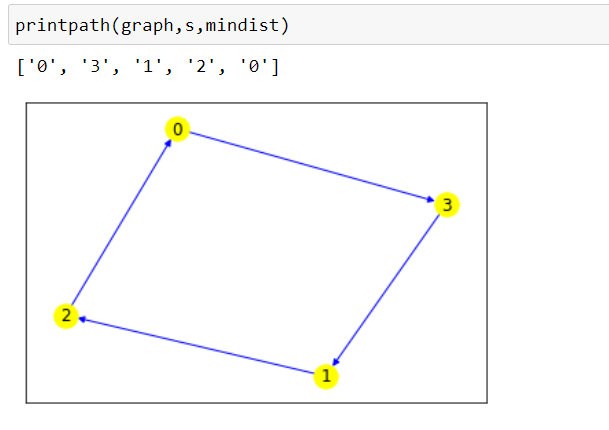 printpath(graph,s,mindist)
['0', '3', '1', '2', '0']
0
3
2
1